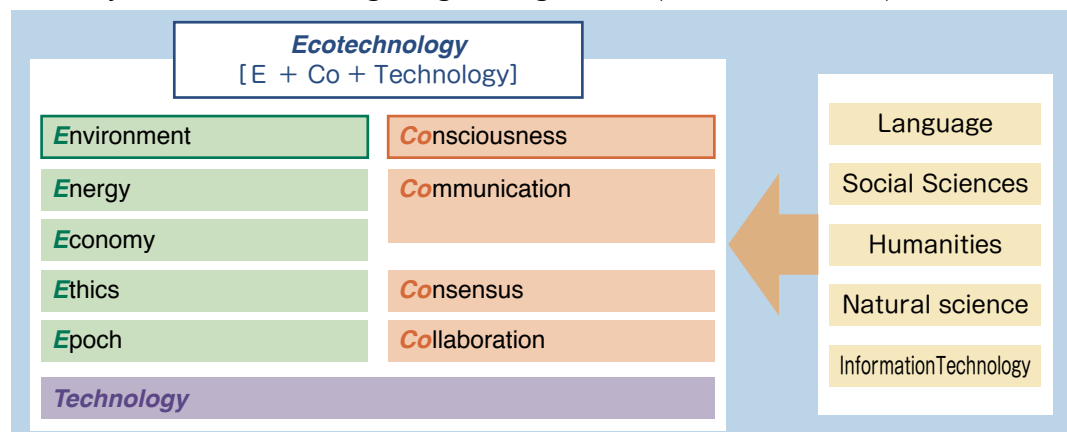 Ecotechnology
[E + Co + Technology]
Environment
Consciousness
Energy
Communication
Economy
Ethics
Consensus
Epoch
Collaboration
Technology
Language
Social Sciences
Humanities
Natural science
InformationTechnology